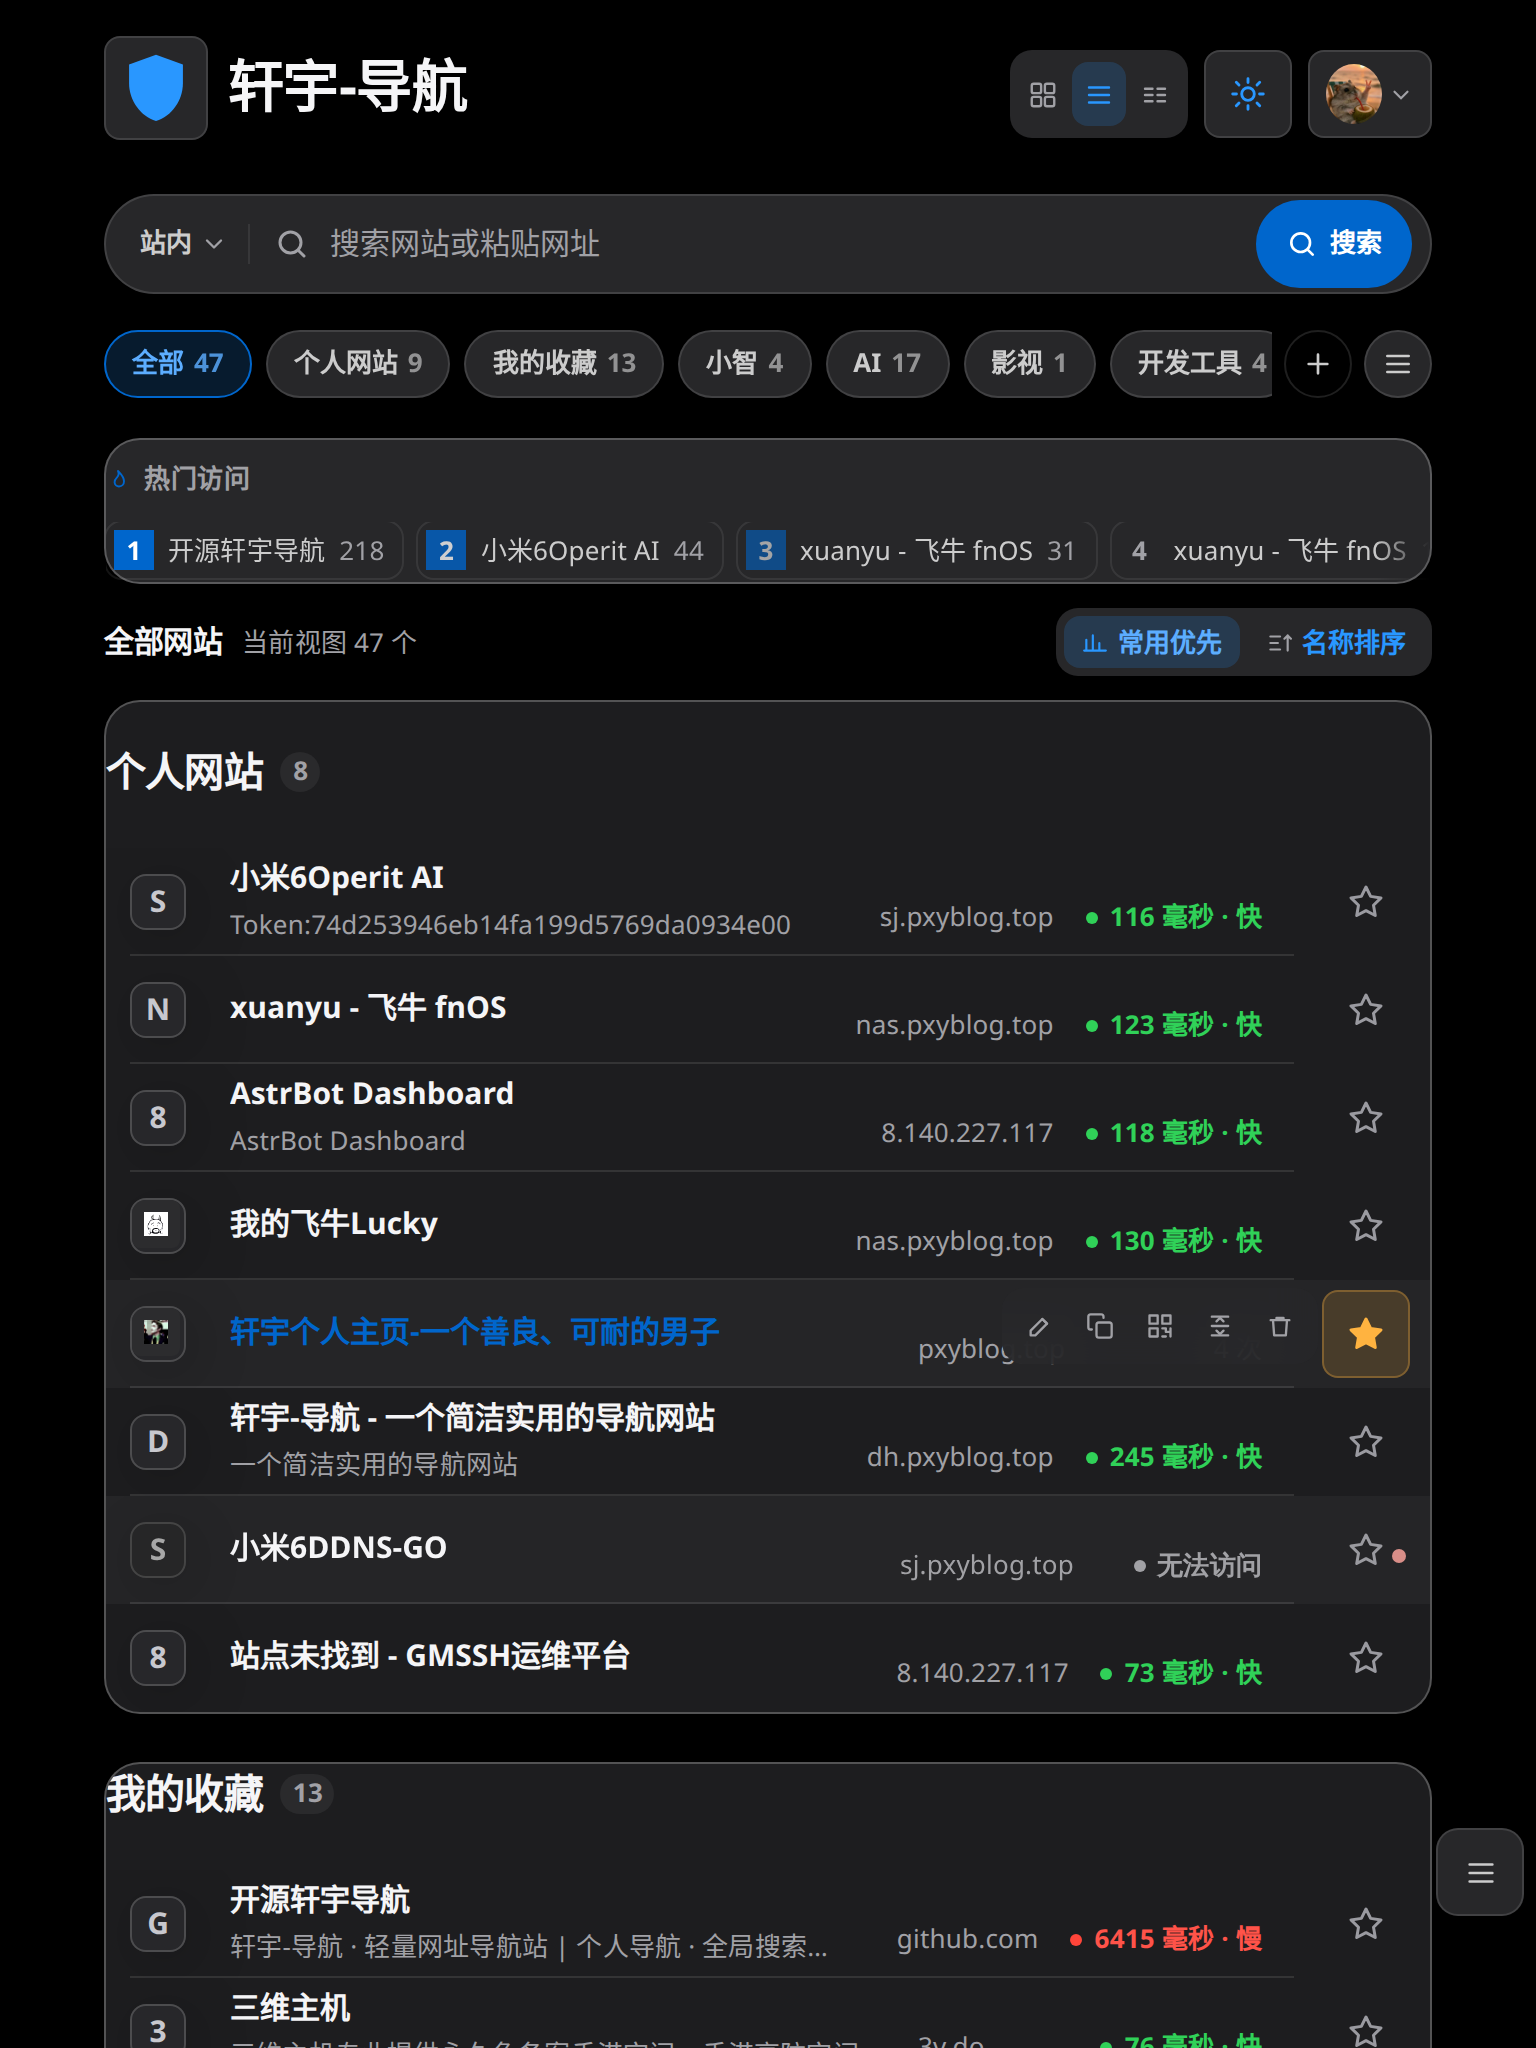 轩宇-导航
站内 搜索网站或粘贴网址 搜索
全部 47 个人网站 9 我的收藏 13 小智 4 AI 17 影视 1 开发工具 4
热门访问
1 开源轩宇导航 218 2 小米6Operit AI 44 3 xuanyu - 飞牛 fnOS 31 4 xuanyu - 飞牛 fnOS
全部网站 当前视图 47 个 常用优先 名称排序
个人网站 8
S 小米6Operit AI
Token:74d253946eb14fa199d5769da0934e00 sj.pxyblog.top 116 毫秒 · 快
N xuanyu - 飞牛 fnOS
nas.pxyblog.top 123 毫秒 · 快
8 AstrBot Dashboard
AstrBot Dashboard 8.140.227.117 118 毫秒 · 快
我的飞牛Lucky
nas.pxyblog.top 130 毫秒 · 快
轩宇个人主页-一个善良、可耐的男子
pxyblog.top 4 次
D 轩宇-导航 - 一个简洁实用的导航网站
一个简洁实用的导航网站 dh.pxyblog.top 245 毫秒 · 快
S 小米6DDNS-GO
sj.pxyblog.top 无法访问
8 站点未找到 - GMSSH运维平台
8.140.227.117 73 毫秒 · 快
我的收藏 13
G 开源轩宇导航
轩宇-导航 · 轻量网址导航站 | 个人导航 · 全局搜索... github.com 6415 毫秒 · 慢
3 三维主机
76 毫秒 · 快